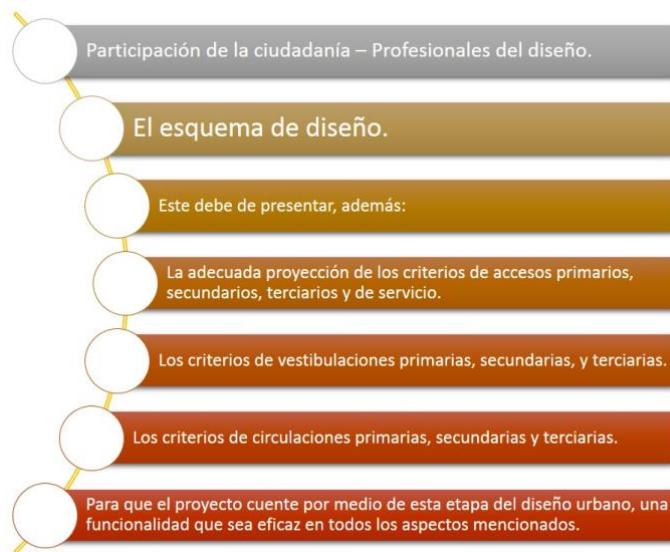 Participación de la ciudadanía – Profesionales del diseño.
El esquema de diseño.
Este debe de presentar, además:
La adecuada proyección de los criterios de accesos primarios,
secundarios, terciarios y de servicio.
Los criterios de vestibulaciones primarias, secundarias, y terciarias.
Los criterios de circulaciones primarias, secundarias y terciarias.
Para que el proyecto cuente por medio de esta etapa del diseño urbano, una
funcionalidad que sea eficaz en todos los aspectos mencionados.